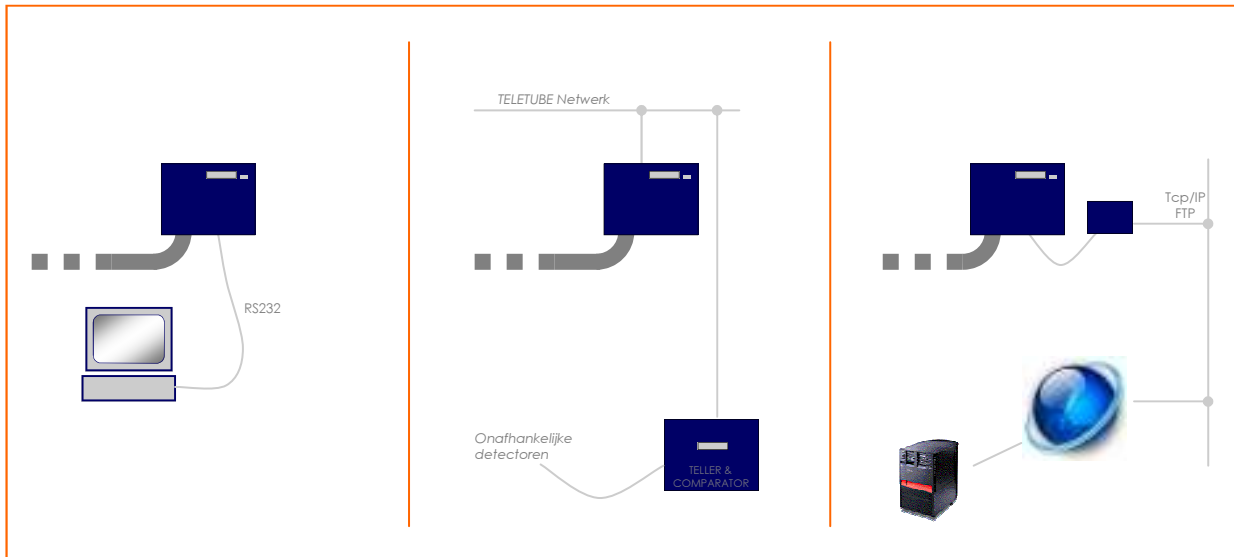 TELETUBE Netwerk
Tcp/IP
FTP
RS232
Onafhankelijke
detectoren
TELLER &
COMPARATOR